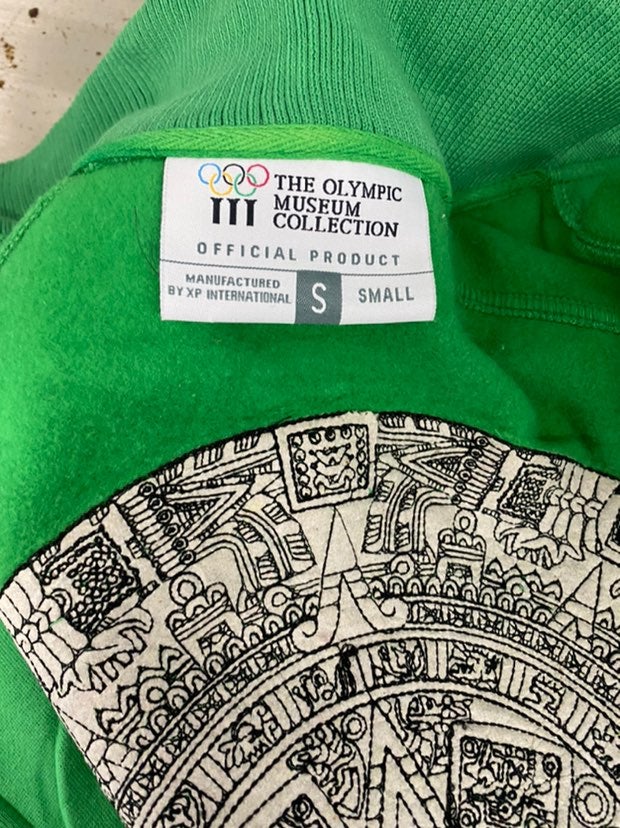 THE OLYMPIC
MUSEUM
COLLECTION
OFFICIAL PRODUCT
MANUFACTURED
BY XP INTERNATIONAL
S
SMALL